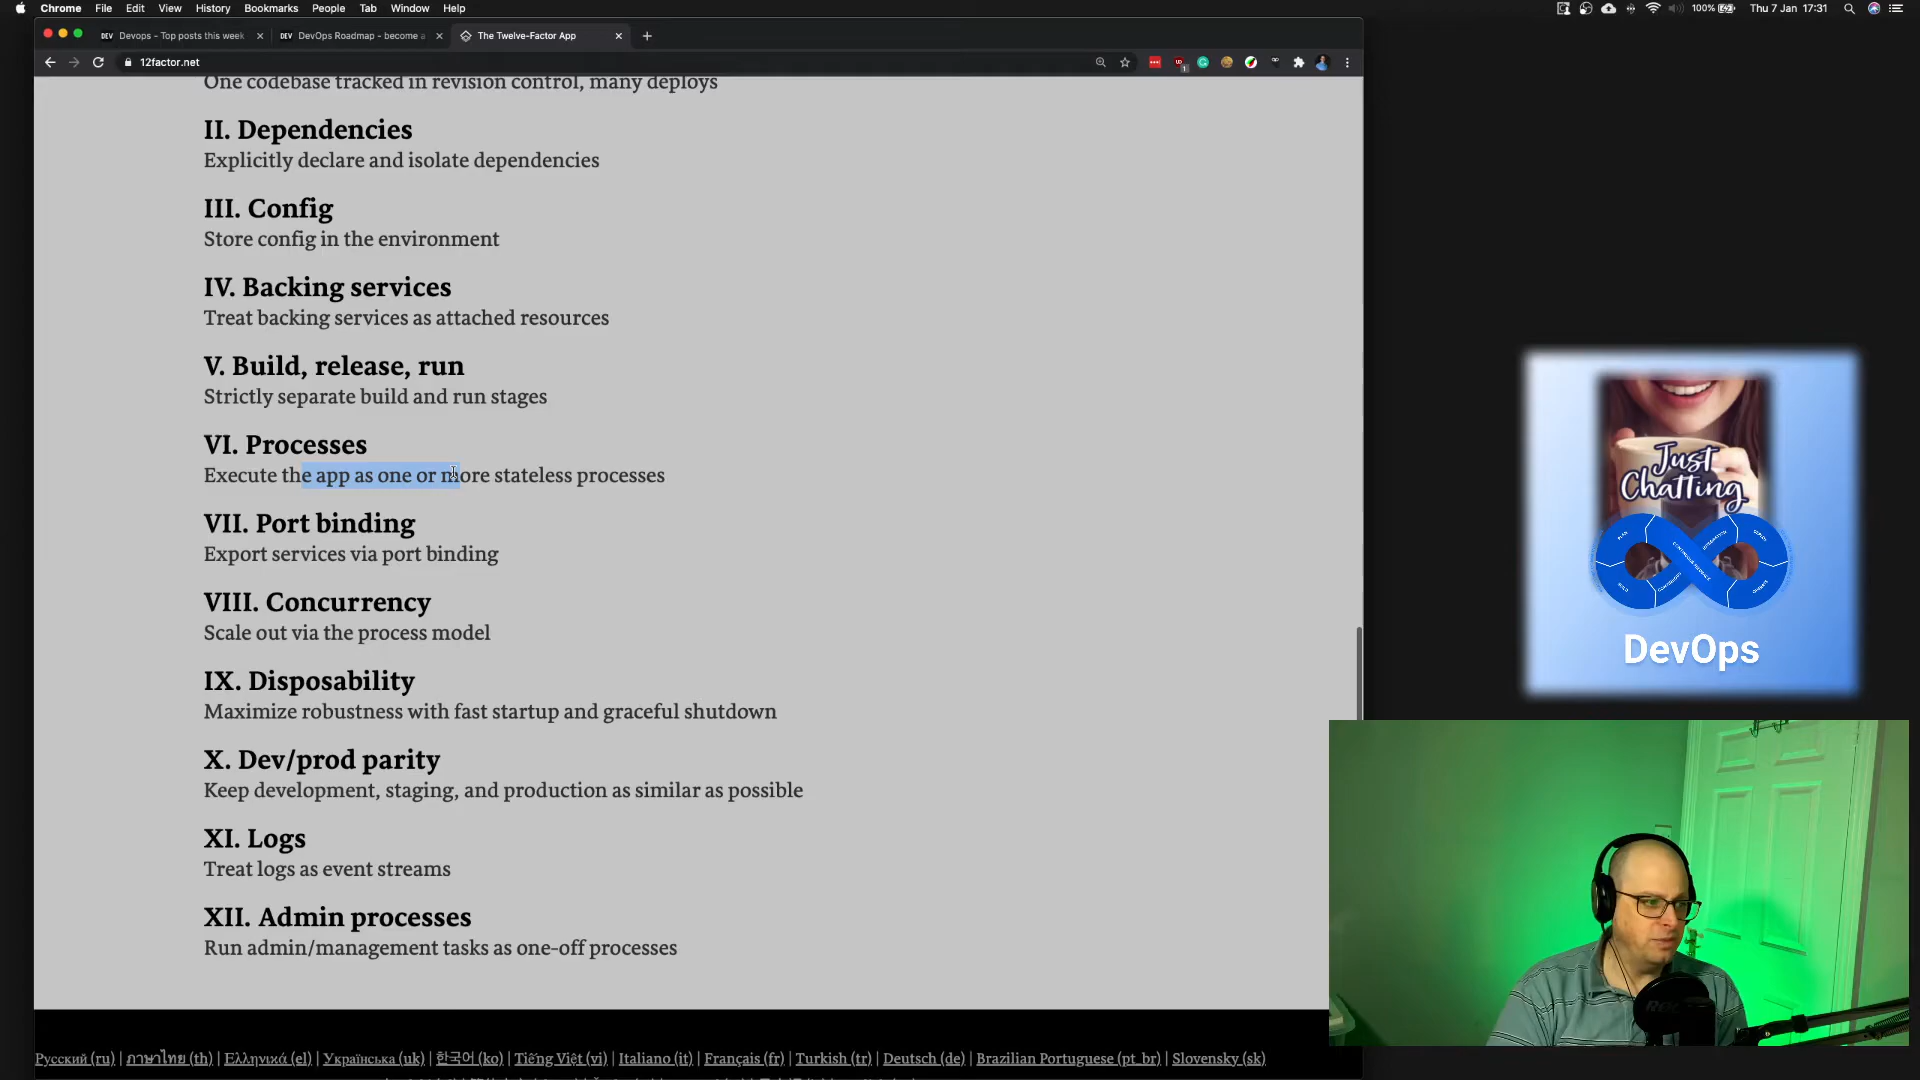 Chrome File Edit View History Bookmarks People Tab Window Help
100% Thu 7 Jan 17:31
DEV Devops - Top posts this week
DEV DevOps Roadmap - become a
The Twelve-Factor App
12factor.net
One codebase tracked in revision control, many deploys
II. Dependencies
Explicitly declare and isolate dependencies
III. Config
Store config in the environment
IV. Backing services
Treat backing services as attached resources
V. Build, release, run
Strictly separate build and run stages
VI. Processes
Execute the app as one or more stateless processes
VII. Port binding
Export services via port binding
VIII. Concurrency
Scale out via the process model
IX. Disposability
Maximize robustness with fast startup and graceful shutdown
X. Dev/prod parity
Keep development, staging, and production as similar as possible
XI. Logs
Treat logs as event streams
XII. Admin processes
Run admin/management tasks as one-off processes
Русский (ru) | ภาษาไทย (th) | Ελληνικά (el) | Українська (uk) | 한국어 (ko) | Tiếng Việt (vi) | Italiano (it) | Français (fr) | Turkish (tr) | Deutsch (de) | Brazilian Portuguese (pt_br) | Slovensky (sk)
Just
Chatting
PLAN
BUILD
DEPLOY
OPERATE
DevOps